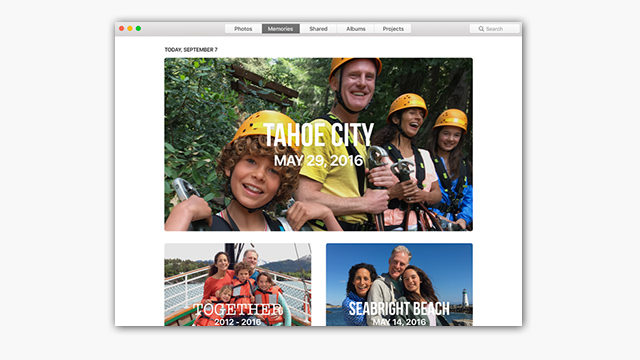 Photos Memories Shared Albums Projects Search
TODAY, SEPTEMBER 7
TAHOE CITY
MAY 29, 2016
TOGETHER
2012 - 2016
SEABRIGHT BEACH
MAY 14, 2016